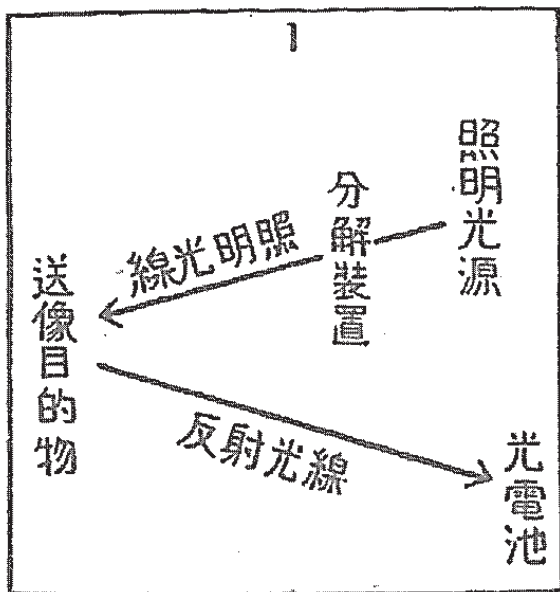 1
照明光源
分解装置
線光明照
送像目的物
反射光線
光電池